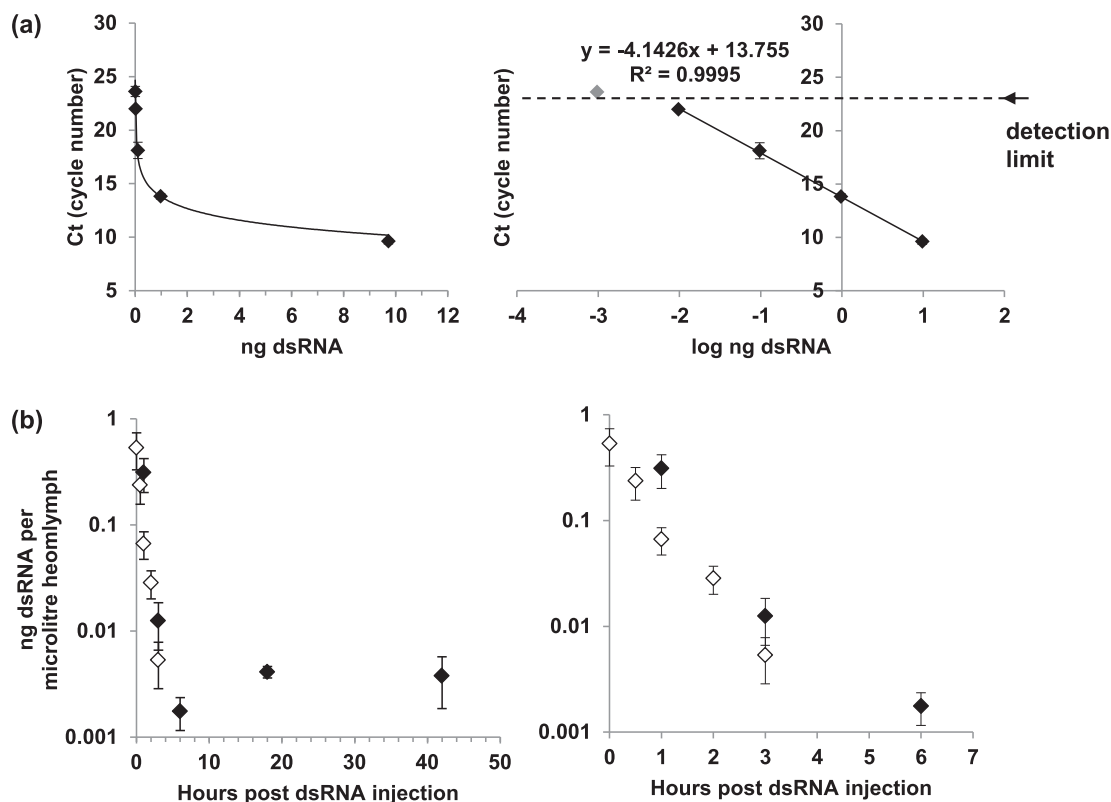 (a)
30
25
20
15
10
5
Ct (cycle number)
0 2 4 6 8 10 12
ng dsRNA
y = -4.1426x + 13.755
R² = 0.9995
30
25
20
15
10
5
Ct (cycle number)
detection
limit
-4 -3 -2 -1 0 1 2
log ng dsRNA
(b)
1
0.1
0.01
0.001
ng dsRNA per
microlitre heomlymph
0 10 20 30 40 50
Hours post dsRNA injection
1
0.1
0.01
0.001
0 1 2 3 4 5 6 7
Hours post dsRNA injection